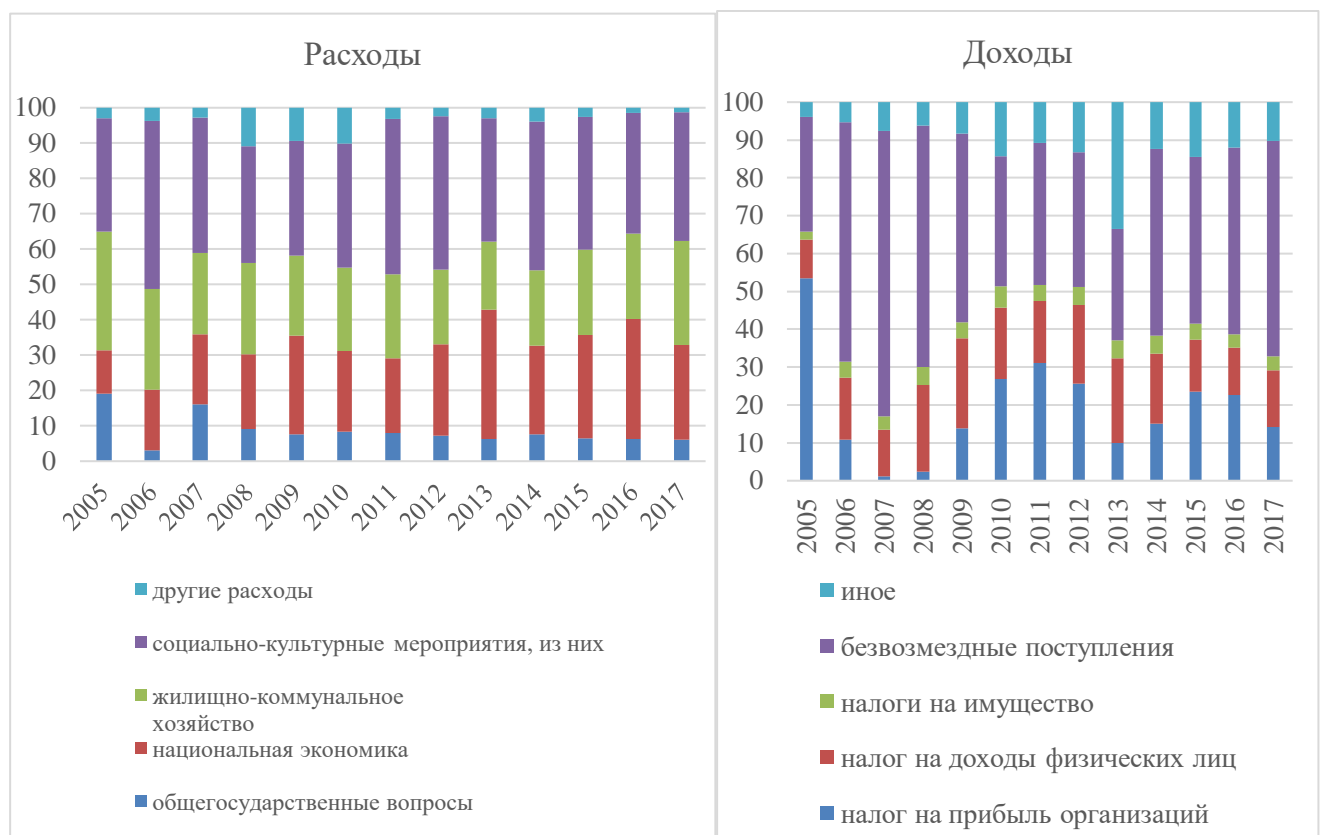 Расходы
100
90
80
70
60
50
40
30
20
10
0
2005 2006 2007 2008 2009 2010 2011 2012 2013 2014 2015 2016 2017
другие расходы
социально-культурные мероприятия, из них
жилищно-коммунальное
хозяйство
национальная экономика
общегосударственные вопросы
Доходы
100
90
80
70
60
50
40
30
20
10
0
2005 2006 2007 2008 2009 2010 2011 2012 2013 2014 2015 2016 2017
иное
безвозмездные поступления
налоги на имущество
налог на доходы физических лиц
налог на прибыль организаций